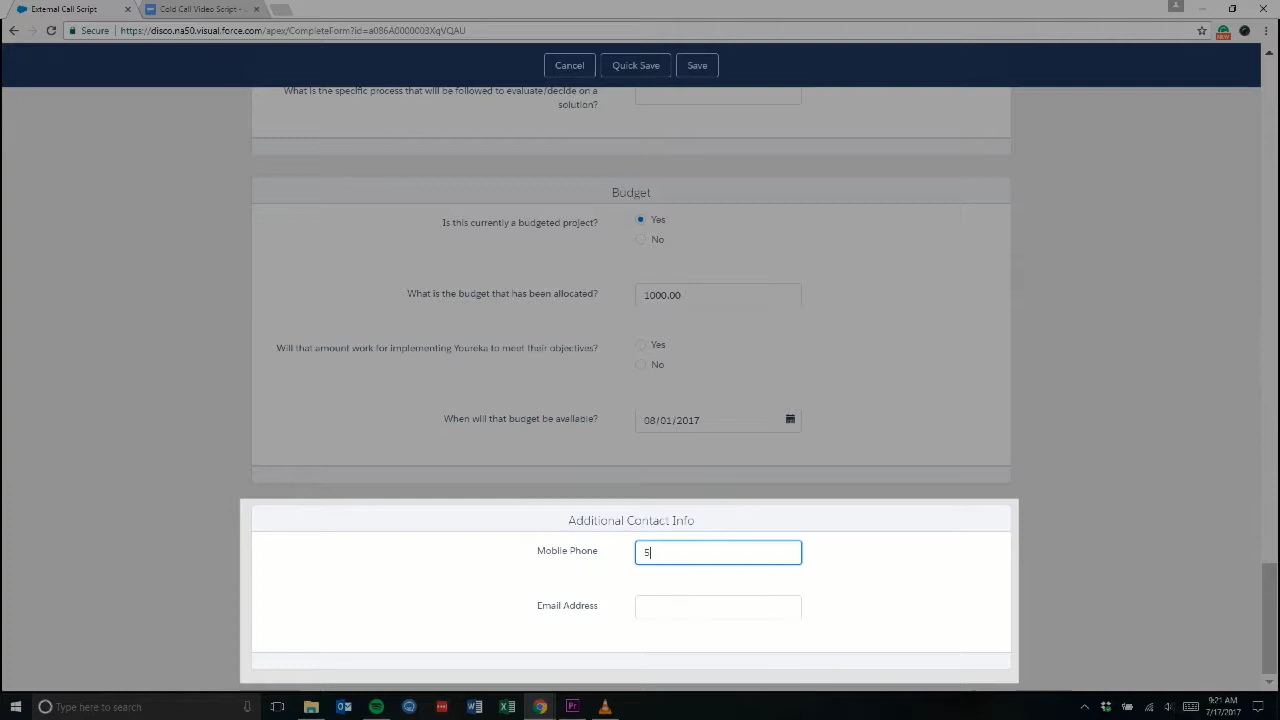 External Call Script
Cold Call Video Script -
Secure
https://disco.na50.visual.force.com/apex/CompleteForm?id=a086A0000003XqVQAU
NEW
Cancel
Quick Save
Save
What is the specific process that will be followed to evaluate/decide on a
solution?
Budget
Is this currently a budgeted project?
Yes
No
What is the budget that has been allocated?
1000.00
Will that amount work for implementing Youreka to meet their objectives?
Yes
No
When will that budget be available?
08/01/2017
Additional Contact Info
Mobile Phone
5
Email Address
Type here to search
Pr
9:21 AM
7/17/2017